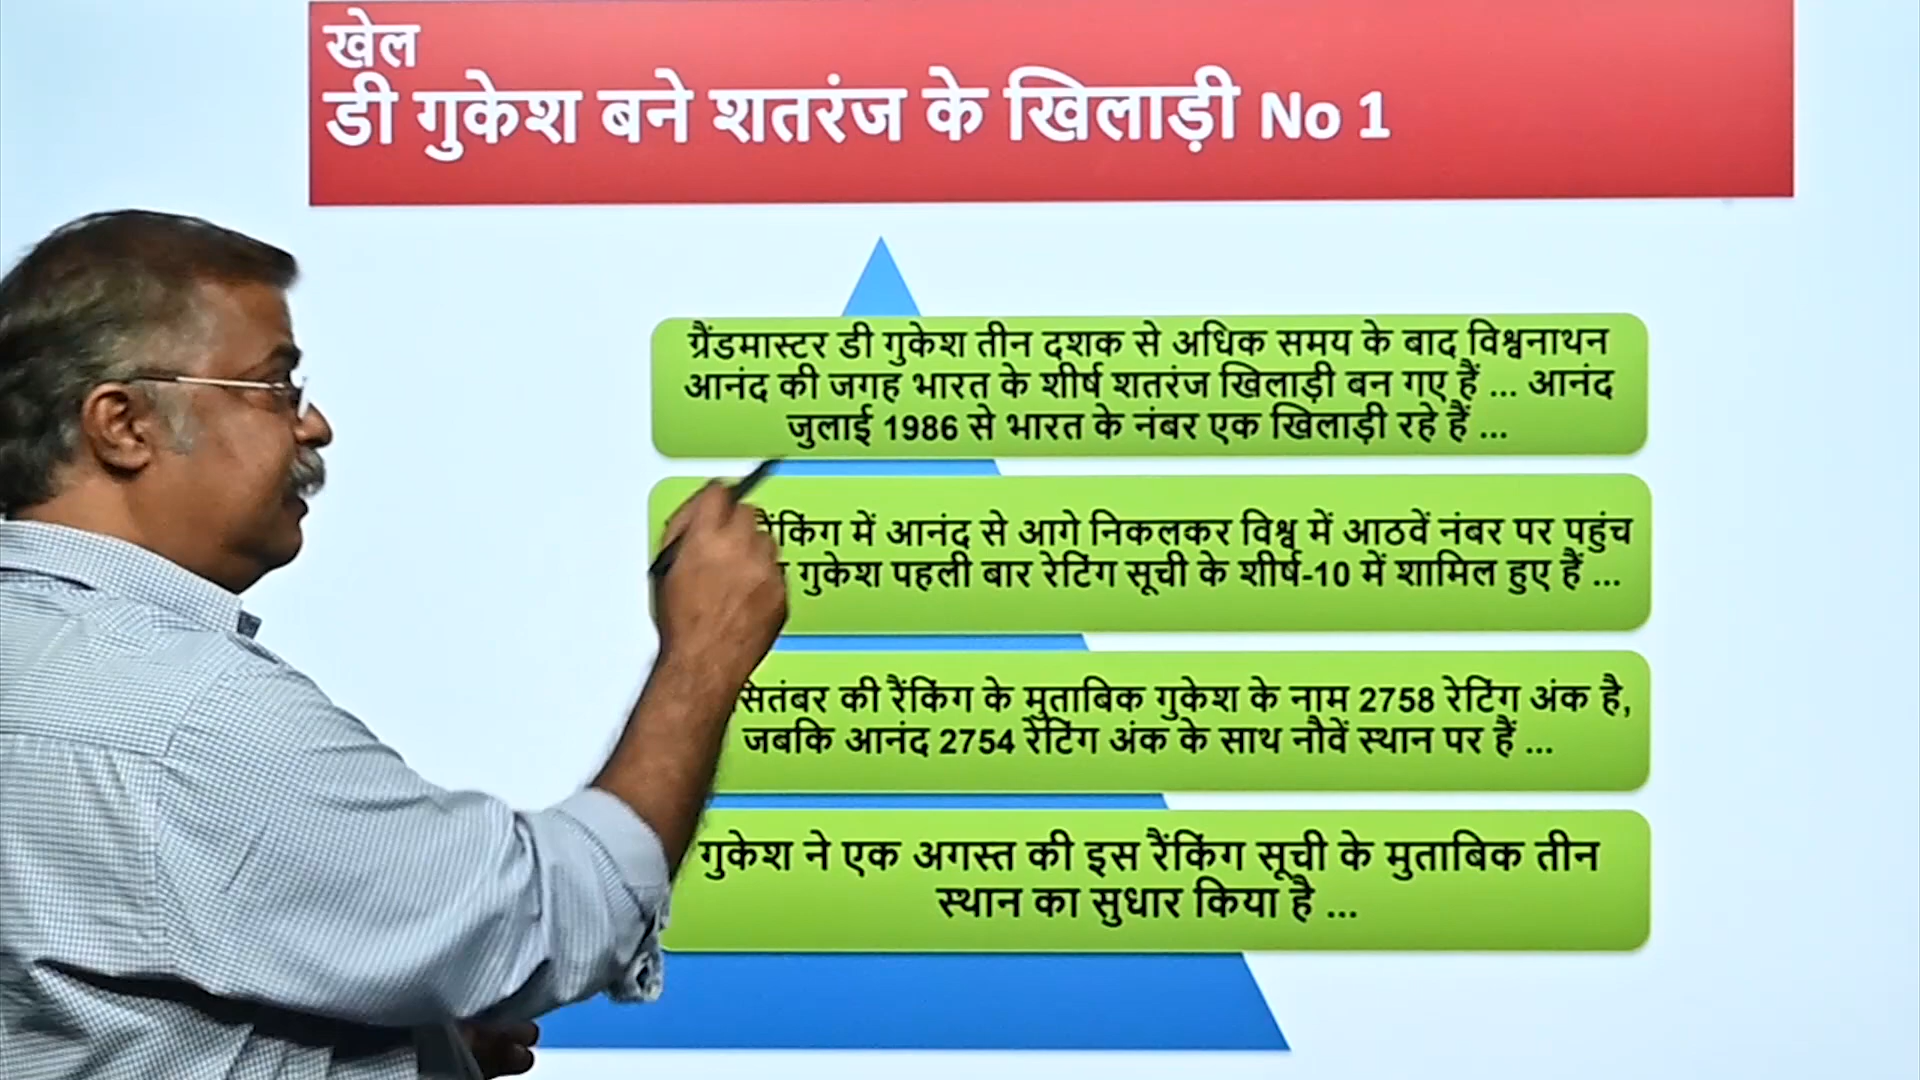 खेल
डी गुकेश बने शतरंज के खिलाड़ी No 1
ग्रैंडमास्टर डी गुकेश तीन दशक से अधिक समय के बाद विश्वनाथन
आनंद की जगह भारत के शीर्ष शतरंज खिलाड़ी बन गए हैं ... आनंद
जुलाई 1986 से भारत के नंबर एक खिलाड़ी रहे हैं ...
में आनंद से आगे निकलकर विश्व में आठवें नंबर पर पहुंच
गुकेश पहली बार रेटिंग सूची के शीर्ष-10 में शामिल हुए हैं ...
सितंबर की रैंकिंग के मुताबिक गुकेश के नाम 2758 रेटिंग अंक है,
जबकि आनंद 2754 रेटिंग अंक के साथ नौवें स्थान पर हैं ...
गुकेश ने एक अगस्त की इस रैंकिंग सूची के मुताबिक तीन
स्थान का सुधार किया है ...